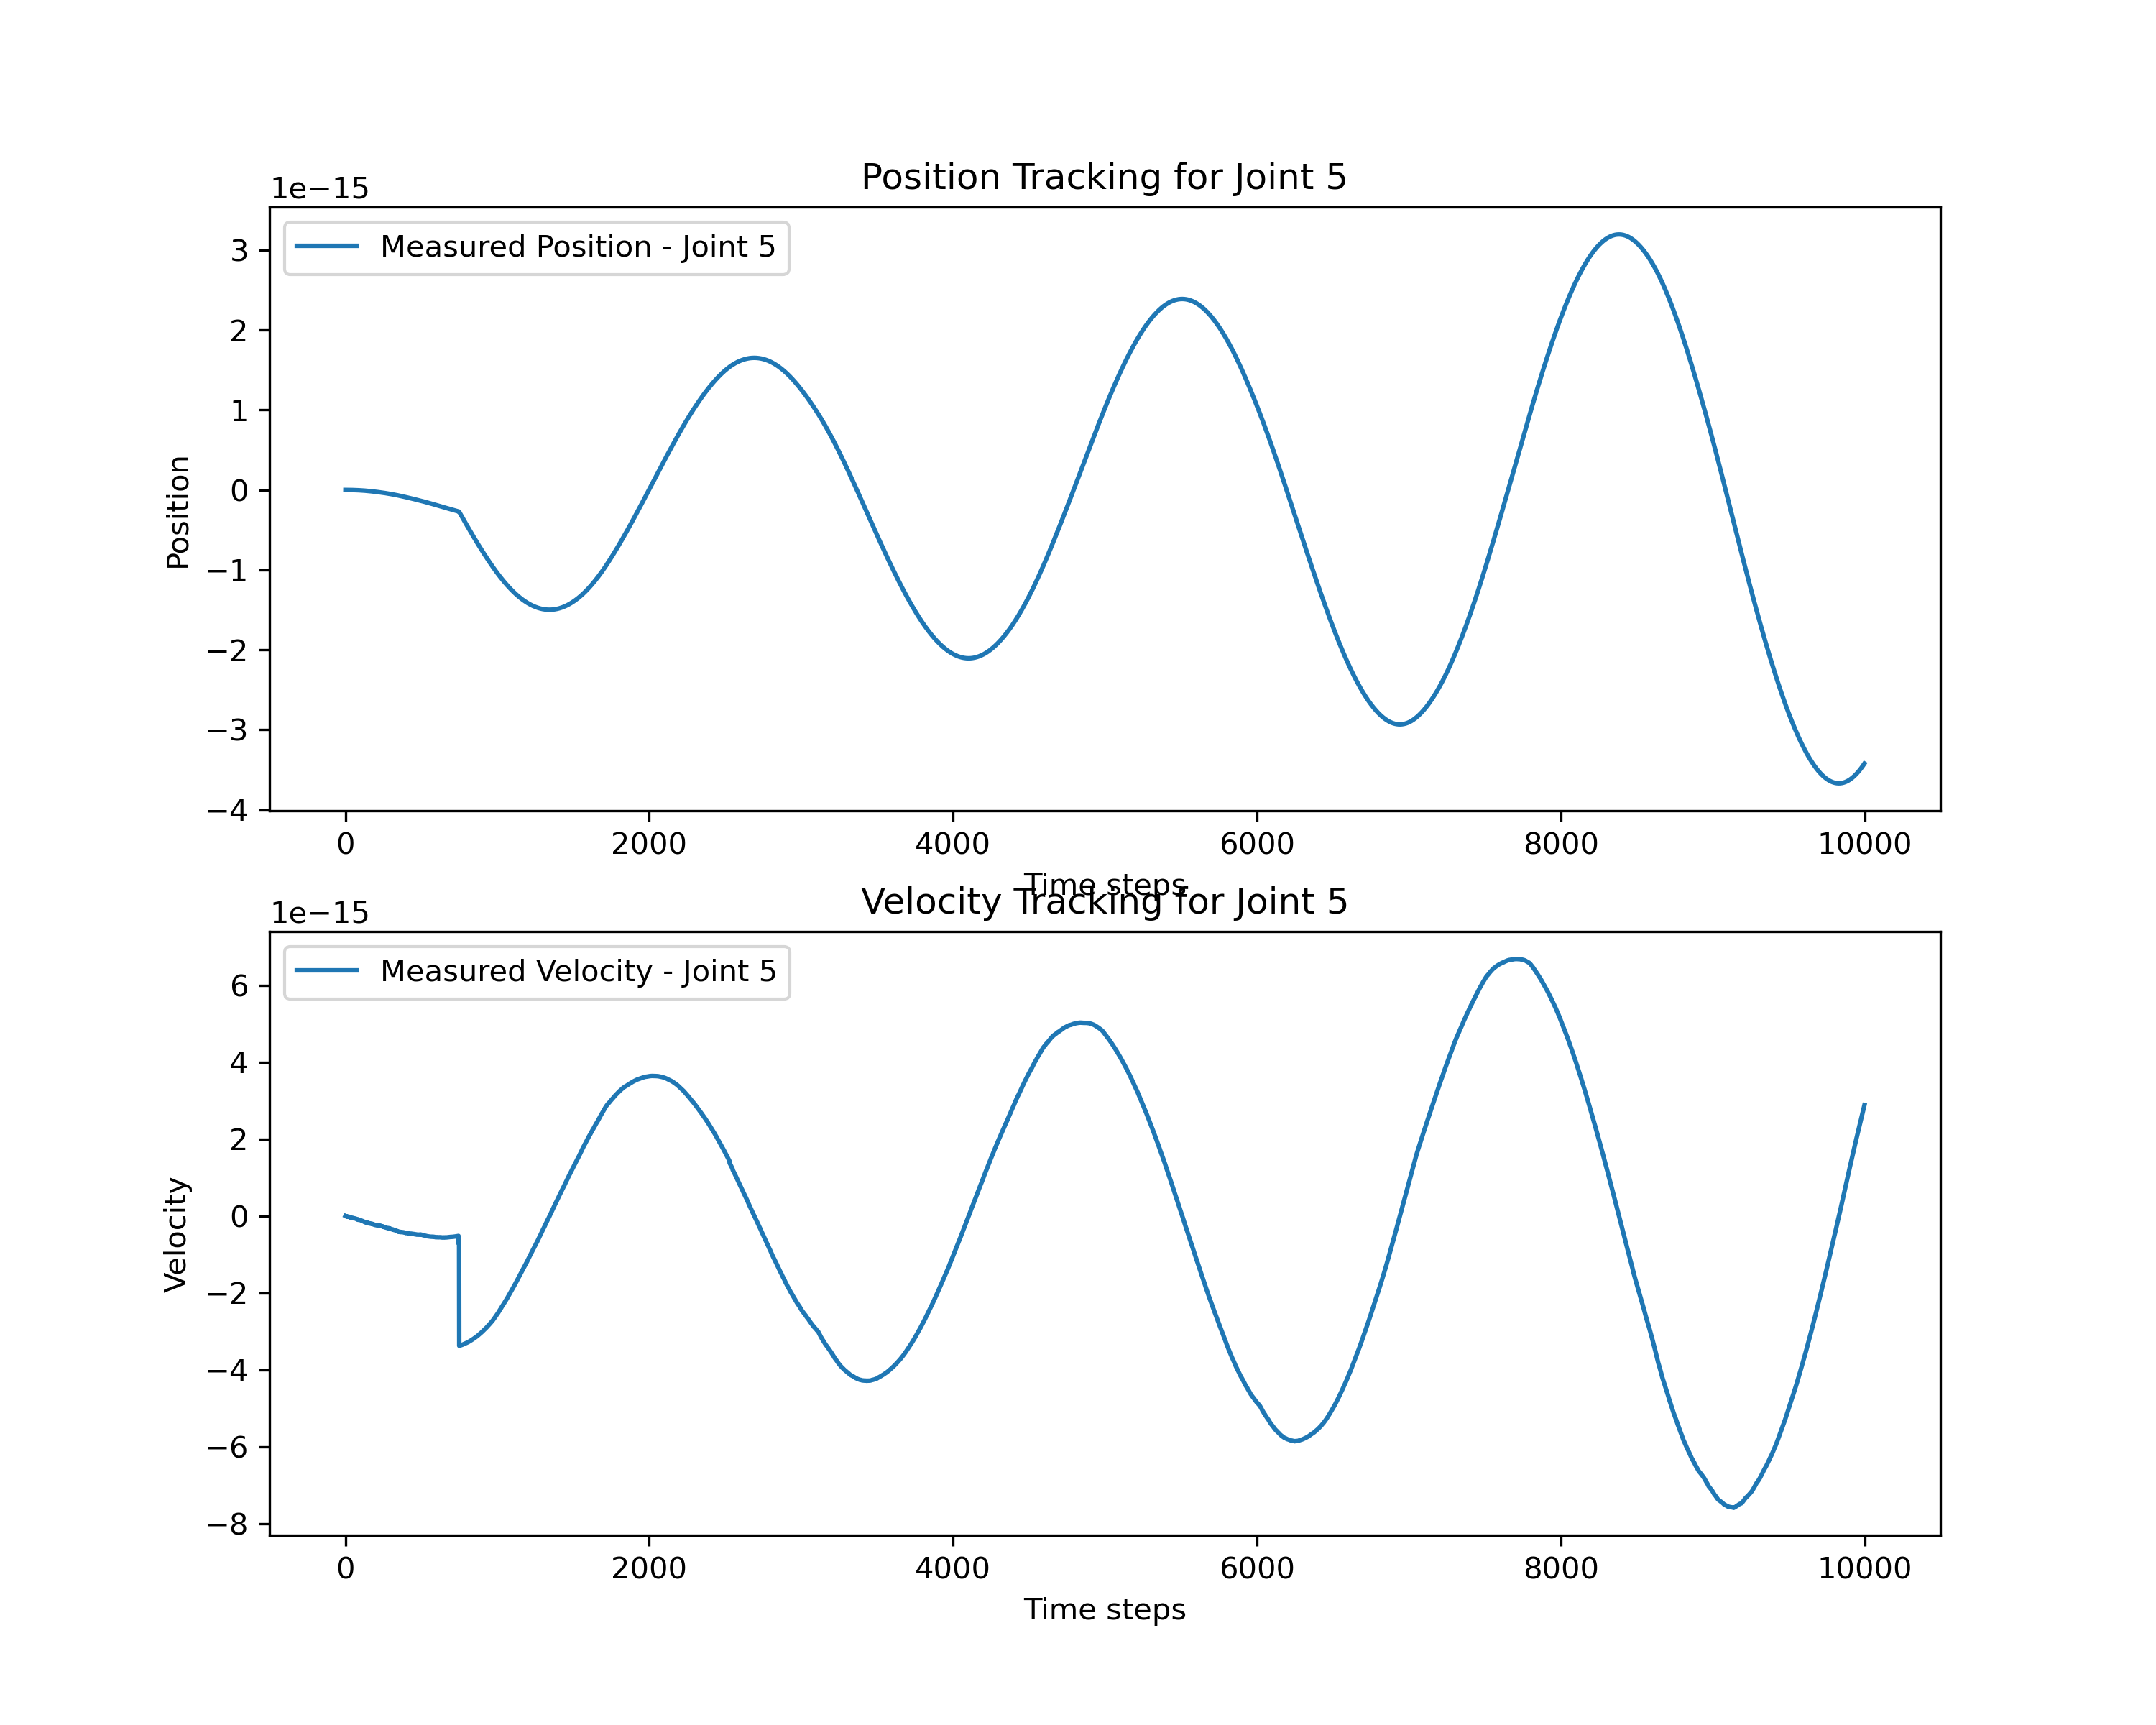 Position Tracking for Joint 5
1e−15
Measured Position - Joint 5
3
2
1
0
−1
−2
−3
−4
Position
0 2000 4000 6000 8000 10000
Time steps
Velocity Tracking for Joint 5
1e−15
Measured Velocity - Joint 5
6
4
2
0
−2
−4
−6
−8
Velocity
0 2000 4000 6000 8000 10000
Time steps